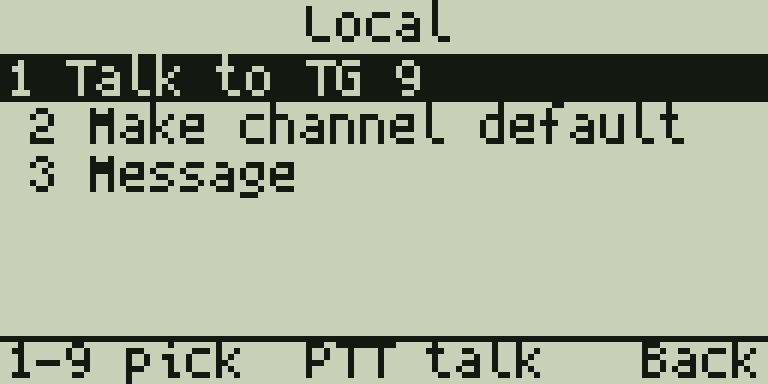 Local
1 Talk to TG 9
2 Make channel default
3 Message
1-9 pick PTT talk Back